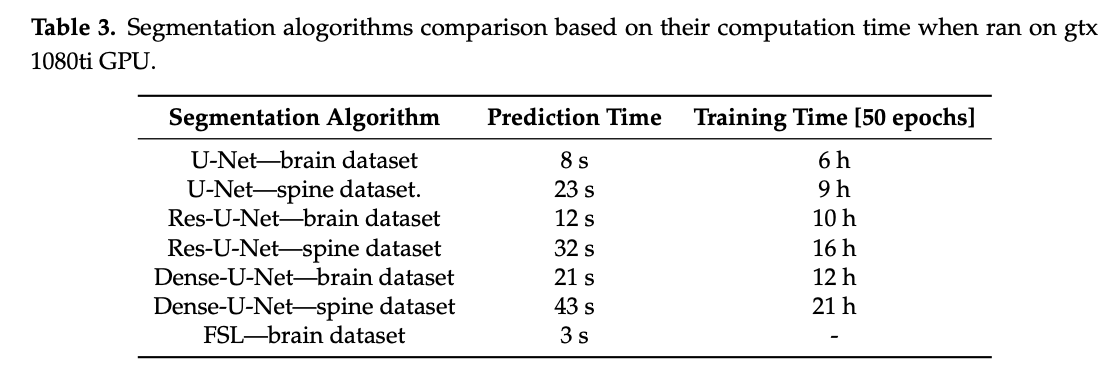 Table 3. Segmentation alogorithms comparison based on their computation time when ran on gtx
1080ti GPU.
Segmentation Algorithm Prediction Time Training Time [50 epochs]
U-Net—brain dataset 8 s 6 h
U-Net—spine dataset. 23 s 9 h
Res-U-Net—brain dataset 12 s 10 h
Res-U-Net—spine dataset 32 s 16 h
Dense-U-Net—brain dataset 21 s 12 h
Dense-U-Net—spine dataset 43 s 21 h
FSL—brain dataset 3 s -